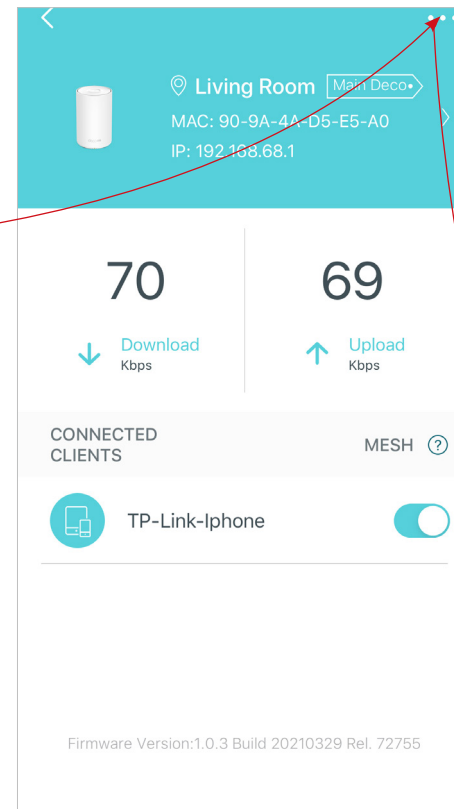 Living Room Main Deco
MAC: 90-9A-4A-D5-E5-A0
IP: 192.168.68.1
70 69
Download Upload
Kbps Kbps
CONNECTED
CLIENTS
MESH ?
TP-Link-Iphone
Firmware Version:1.0.3 Build 20210329 Rel. 72755